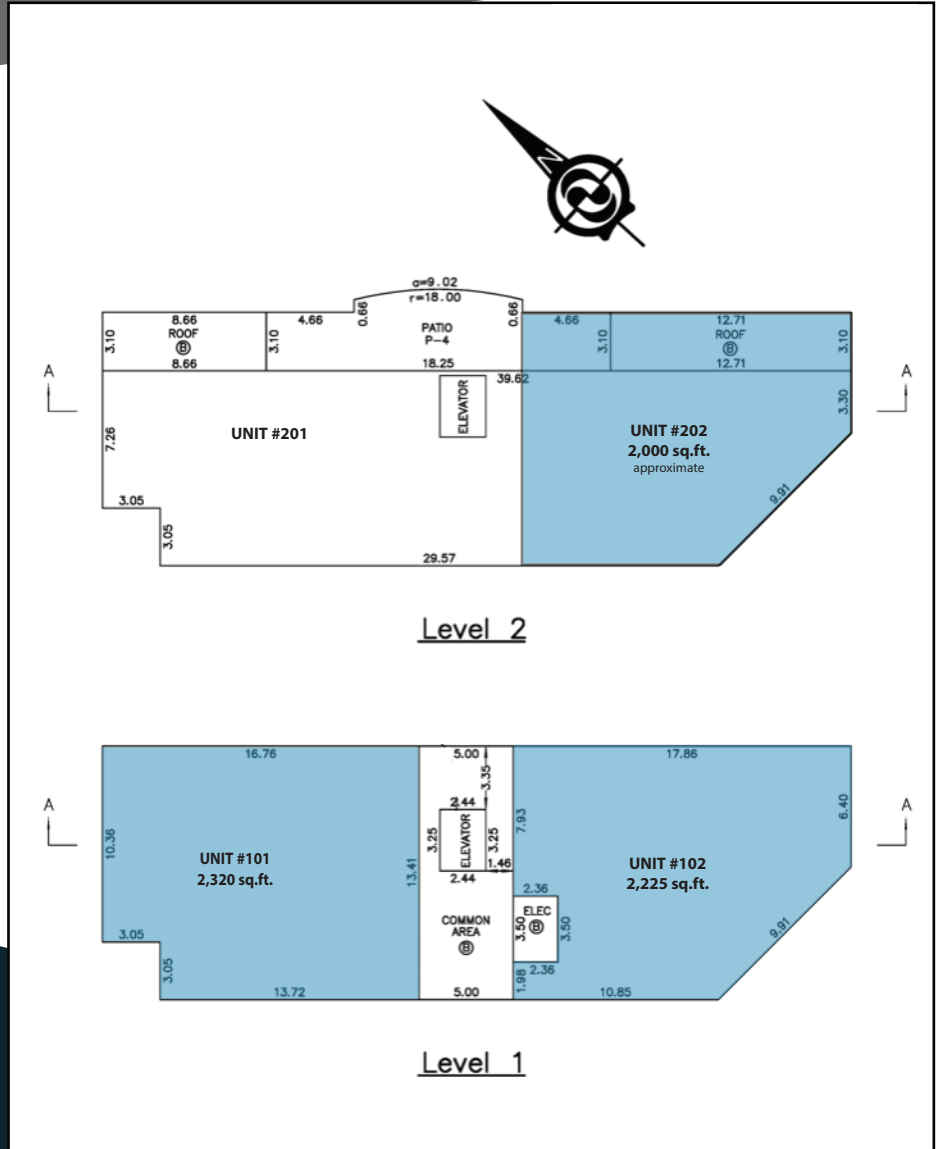 N
a=9.02
r=18.00
8.66
4.66
0.66
0.66
4.66
12.71
3.10
ROOF
Ⓑ
3.10
PATIO
P-4
3.10
ROOF
Ⓑ
3.10
8.66
18.25
12.71
39.62
A
A
ELEVATOR
3.30
7.26
UNIT #201
UNIT #202
2,000 sq.ft.
approximate
3.05
3.05
9.91
29.57
Level 2
16.76
5.00
17.86
3.35
A
A
2.44
7.93
6.40
10.36
3.25
ELEVATOR
3.25
UNIT #101
2,320 sq.ft.
13.41
1.46
2.44
UNIT #102
2,225 sq.ft.
2.36
COMMON
AREA
Ⓑ
3.50
ELEC
Ⓑ
3.50
9.91
3.05
3.05
2.36
1.98
13.72
5.00
10.85
Level 1